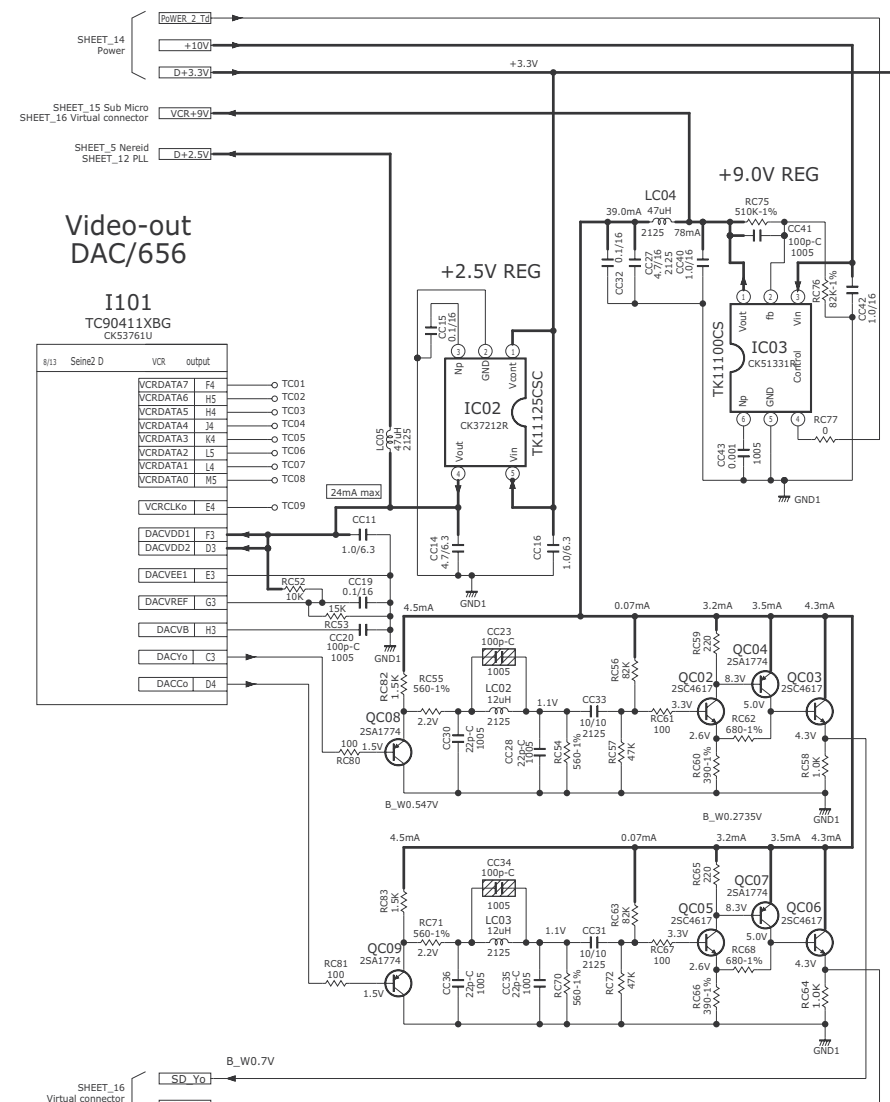 PoWER_2_Td
SHEET_14
Power
+10V
D+3.3V
+3.3V
SHEET_15 Sub Micro
SHEET_16 Virtual connector
VCR+9V
SHEET_5 Nereid
SHEET_12 PLL
D+2.5V
Video-out
DAC/656
+9.0V REG
LC04
39.0mA
47uH
2125
78mA
RC75
510K-1%
CC41
100p-C
1005
CC32
0.1/16
CC27
4.7/16
2125
CC40
1.0/16
RC76
82K-1%
CC42
1.0/16
+2.5V REG
CC15
0.1/16
3
2
1
Np
GND
Vcont
IC02
CK37212R
TK11125CSC
Vout
Vin
4
5
1
2
3
Vout
fb
Vin
IC03
CK51331R
TK11100CS
Control
Np
GND
6
5
4
RC77
0
CC43
0.001
1005
GND1
I101
TC90411XBG
CK53761U
8/13
Seine2 D
VCR
output
VCRDATA7 F4 TC01
VCRDATA6 H5 TC02
VCRDATA5 H4 TC03
VCRDATA4 J4 TC04
VCRDATA3 K4 TC05
VCRDATA2 L5 TC06
VCRDATA1 L4 TC07
VCRDATA0 M5 TC08
VCRCLKo E4 TC09
DACVDD1 F3
DACVDD2 D3
DACVEE1 E3
DACVREF G3
DACVB H3
DACYo C3
DACCo D4
LC05
47uH
2125
24mA max
CC11
1.0/6.3
CC14
4.7/6.3
CC16
1.0/6.3
GND1
RC52
10K
CC19
0.1/16
15K
RC53
CC20
100p-C
1005
GND1
4.5mA
0.07mA
3.2mA
3.5mA
4.3mA
RC82
1.5K
RC55
560-1%
2.2V
CC23
100p-C
1005
LC02
12uH
2125
1.1V
CC33
10/10
2125
RC56
82K
RC59
220
QC04
2SA1774
QC02
2SC4617
8.3V
QC03
2SC4617
3.3V
5.0V
RC61
100
RC62
680-1%
2.6V
4.3V
QC08
2SA1774
100
1.5V
RC80
CC30
22p-C
1005
CC28
22p-C
1005
RC54
560-1%
RC57
47K
RC60
390-1%
RC58
1.0K
B_W0.547V
B_W0.2735V
GND1
4.5mA
0.07mA
3.2mA
3.5mA
4.3mA
RC83
1.5K
RC71
560-1%
2.2V
CC34
100p-C
1005
LC03
12uH
2125
1.1V
CC31
10/10
2125
RC63
82K
RC65
220
QC07
2SA1774
QC05
2SC4617
8.3V
QC06
2SC4617
3.3V
5.0V
RC67
100
RC68
680-1%
2.6V
4.3V
QC09
2SA1774
RC81
100
1.5V
CC36
22p-C
1005
CC35
22p-C
1005
RC70
560-1%
RC72
47K
RC66
390-1%
RC64
1.0K
GND1
B_W0.7V
SD_Yo
SHEET_16
Virtual connector